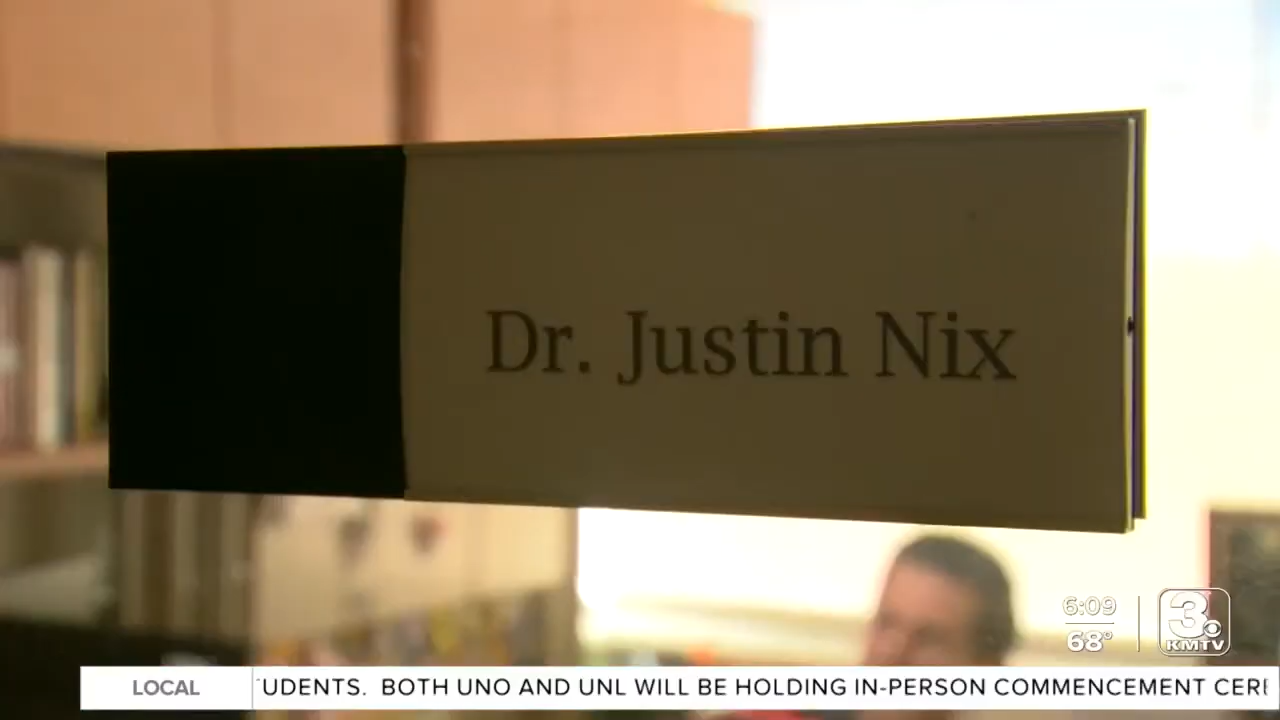 Dr. Justin Nix
6:09
68°
3
KMTV
LOCAL
UDENTS. BOTH UNO AND UNL WILL BE HOLDING IN-PERSON COMMENCEMENT CER